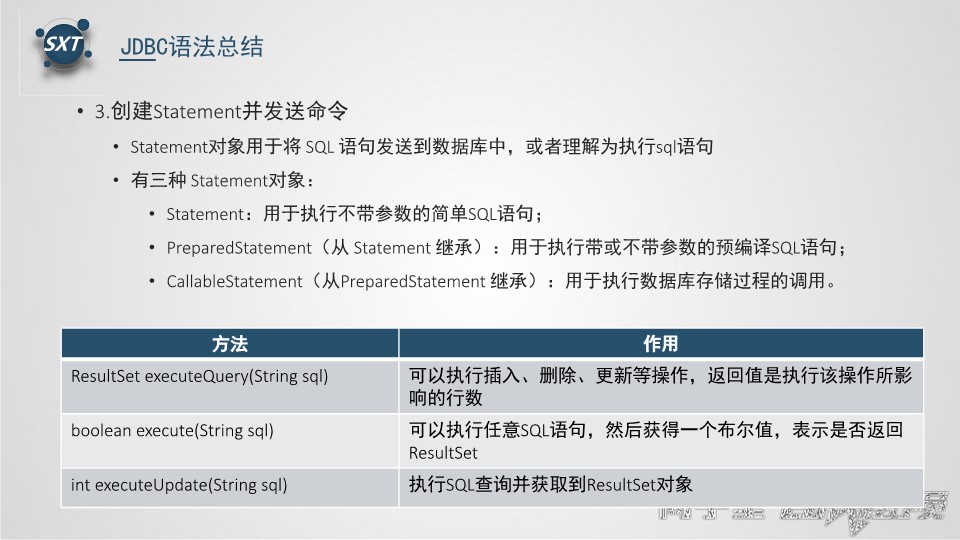 SXT
JDBC语法总结
• 3.创建Statement并发送命令
• Statement对象用于将 SQL 语句发送到数据库中，或者理解为执行sql语句
• 有三种 Statement对象：
• Statement：用于执行不带参数的简单SQL语句；
• PreparedStatement（从 Statement 继承）：用于执行带或不带参数的预编译SQL语句；
• CallableStatement（从PreparedStatement 继承）：用于执行数据库存储过程的调用。
方法 作用
ResultSet executeQuery(String sql) 可以执行插入、删除、更新等操作，返回值是执行该操作所影
响的行数
boolean execute(String sql) 可以执行任意SQL语句，然后获得一个布尔值，表示是否返回
ResultSet
int executeUpdate(String sql) 执行SQL查询并获取到ResultSet对象